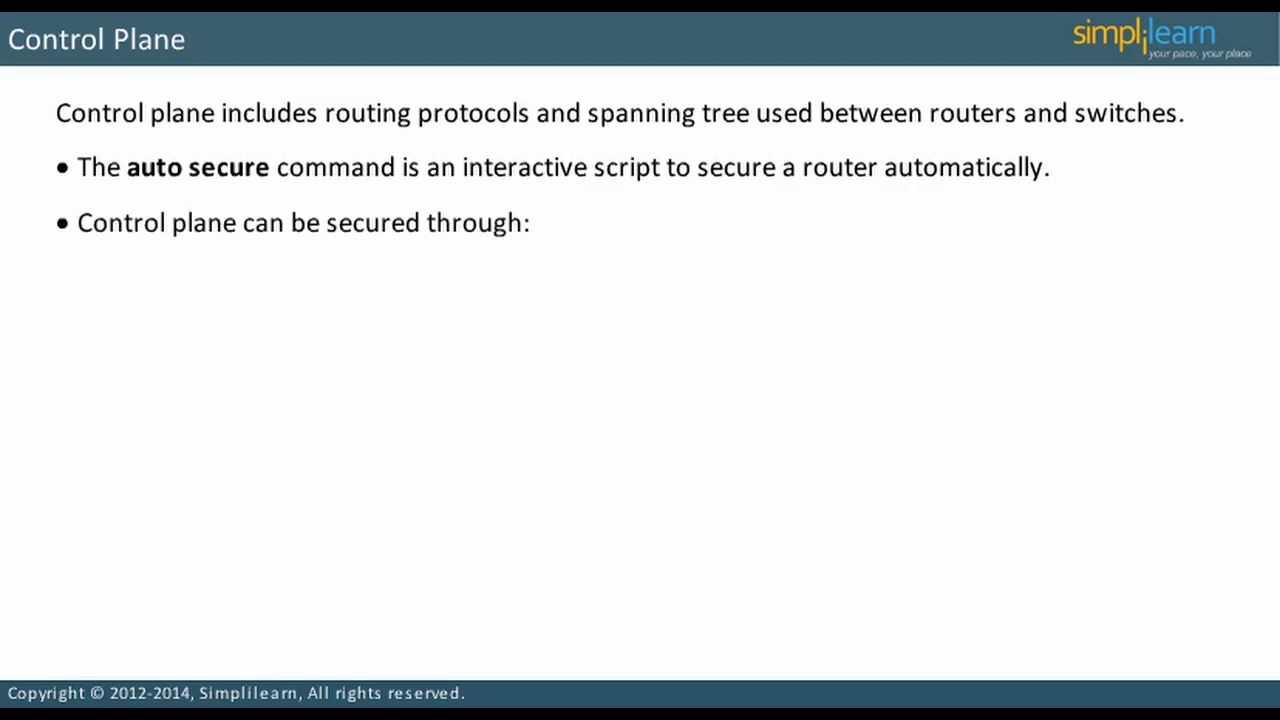 Control Plane
simplilearn
your pace, your place
Control plane includes routing protocols and spanning tree used between routers and switches.
• The auto secure command is an interactive script to secure a router automatically.
• Control plane can be secured through:
Copyright © 2012-2014, Simplilearn, All rights reserved.